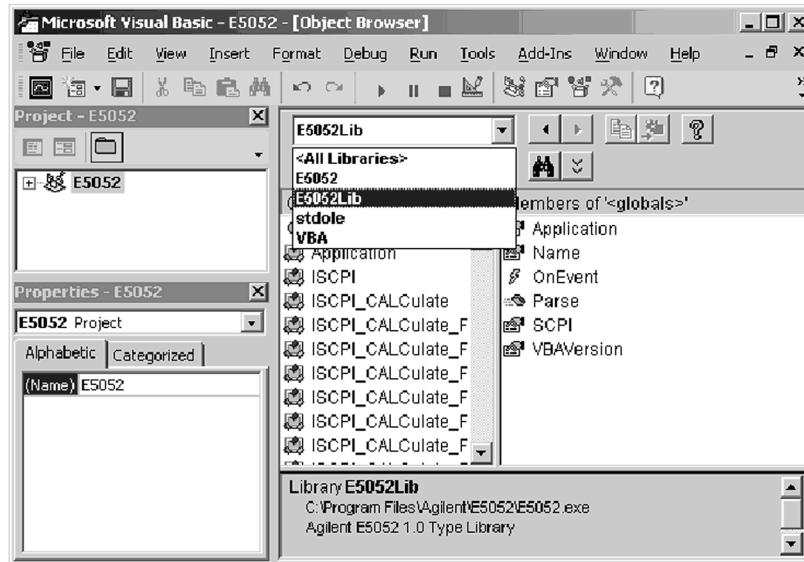 Microsoft Visual Basic - E5052 - [Object Browser]
File Edit View Insert Format Debug Run Tools Add-Ins Window Help
Project - E5052
E5052
Properties - E5052
E5052 Project
Alphabetic Categorized
(Name) E5052
E5052Lib
<All Libraries>
E5052
E5052Lib
stdole
VBA
Application
ISCPI
ISCPI_CALCulate
ISCPI_CALCulate_F
ISCPI_CALCulate_F
ISCPI_CALCulate_F
ISCPI_CALCulate_F
ISCPI_CALCulate_F
ISCPI_CALCulate_F
embers of '<globals>'
Application
Name
OnEvent
Parse
SCPI
VBAVersion
Library E5052Lib
C:\Program Files\Agilent\E5052\E5052.exe
Agilent E5052 1.0 Type Library